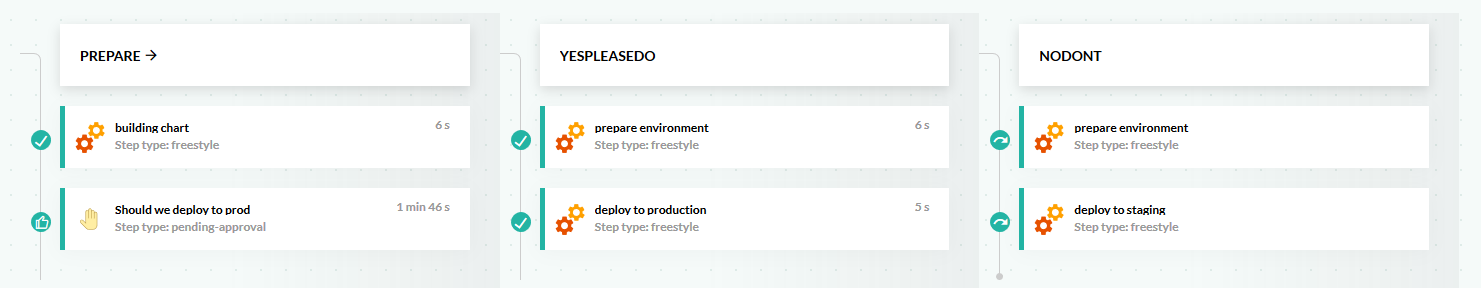 PREPARE →
building chart
6 s
Step type: freestyle
Should we deploy to prod
1 min 46 s
Step type: pending-approval
YESPLEASEDO
prepare environment
6 s
Step type: freestyle
deploy to production
5 s
Step type: freestyle
NODONT
prepare environment
Step type: freestyle
deploy to staging
Step type: freestyle